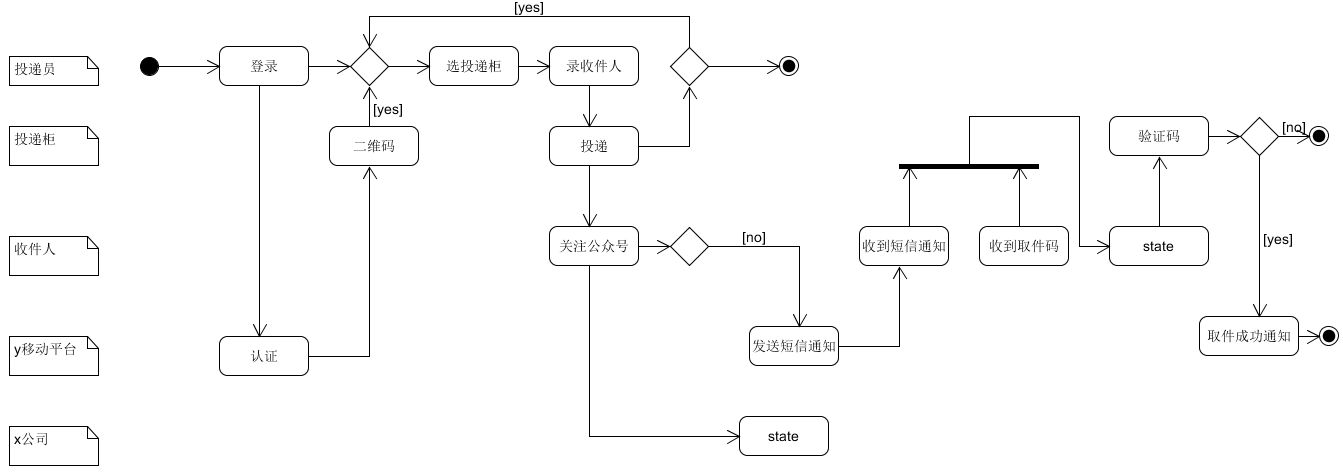 [yes]
投递员
登录
选投递柜
录收件人
[yes]
投递柜
二维码
投递
验证码
[no]
收件人
关注公众号
[no]
收到短信通知
收到取件码
state
[yes]
y移动平台
认证
发送短信通知
取件成功通知
x公司
state